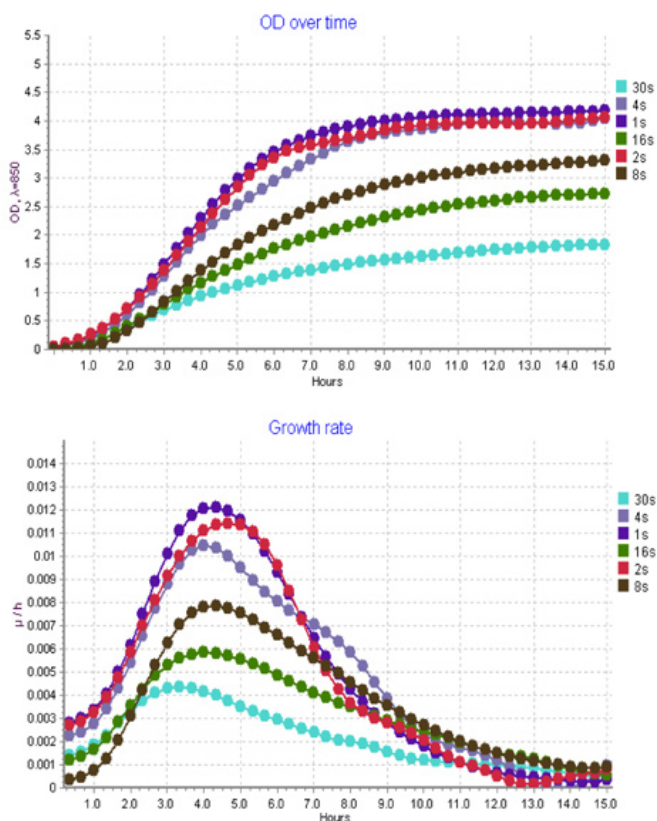 OD over time
5.5
5
4.5
4
3.5
3
2.5
2
1.5
1
0.5
0
OD, λ=850
1.0 2.0 3.0 4.0 5.0 6.0 7.0 8.0 9.0 10.0 11.0 12.0 13.0 14.0 15.0
Hours
30s
4s
1s
16s
2s
8s
Growth rate
0.014
0.013
0.012
0.011
0.01
0.009
0.008
0.007
0.006
0.005
0.004
0.003
0.002
0.001
0
µ / h
1.0 2.0 3.0 4.0 5.0 6.0 7.0 8.0 9.0 10.0 11.0 12.0 13.0 14.0 15.0
Hours
30s
4s
1s
16s
2s
8s